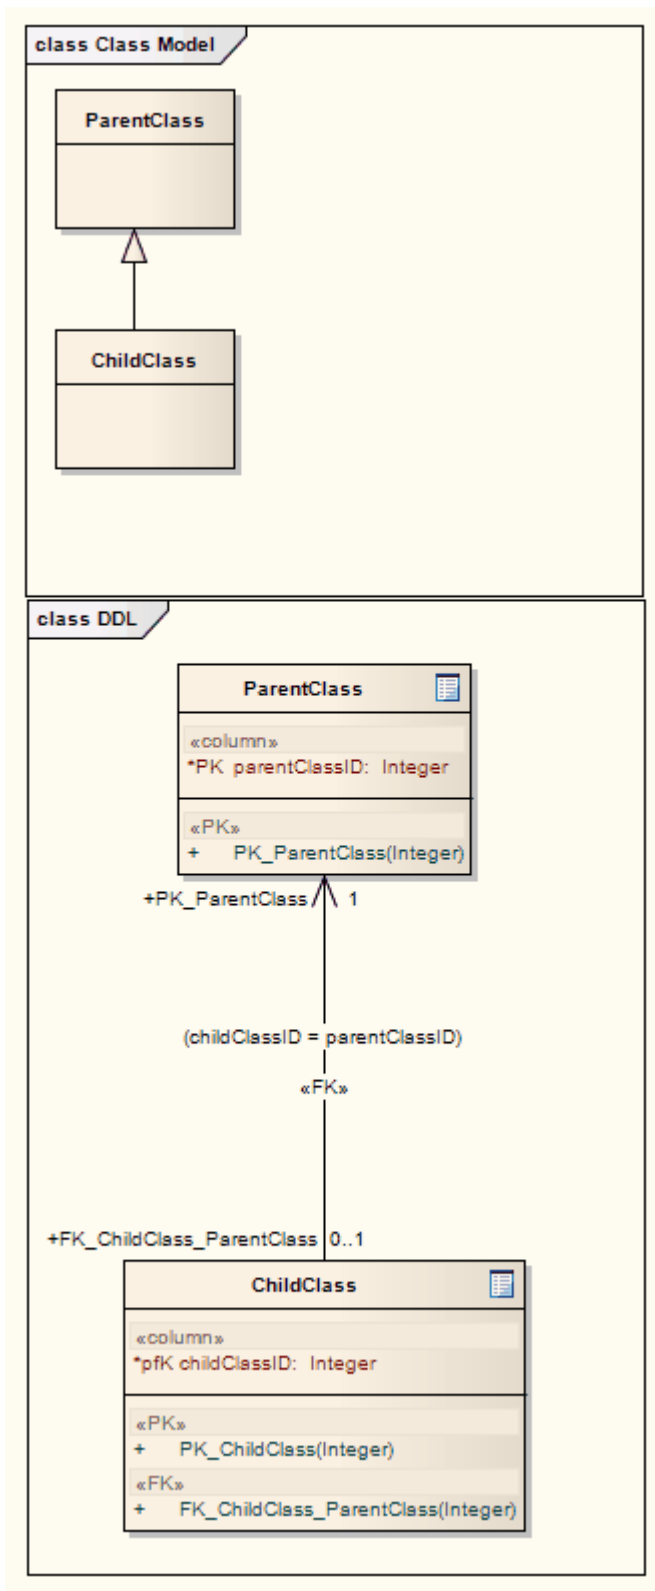 class Class Model
ParentClass
ChildClass
class DDL
ParentClass
«column»
*PK parentClassID: Integer
«PK»
+ PK_ParentClass(Integer)
+PK_ParentClass 1
(childClassID = parentClassID)
«FK»
+FK_ChildClass_ParentClass 0..1
ChildClass
«column»
*pfK childClassID: Integer
«PK»
+ PK_ChildClass(Integer)
«FK»
+ FK_ChildClass_ParentClass(Integer)